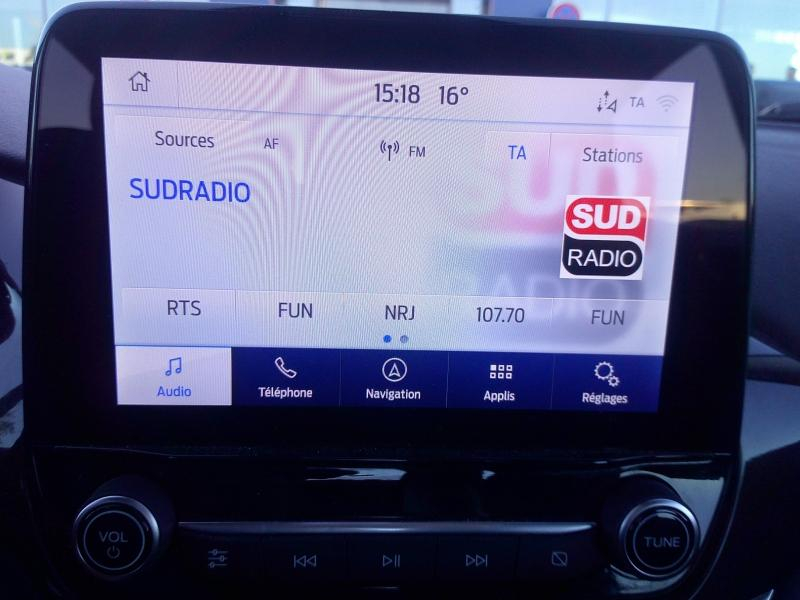 15:18 16° TA
Sources AF FM TA Stations
SUDRADIO
SUD
RADIO
RTS FUN NRJ 107.70 FUN
Audio Téléphone Navigation Applis Réglages
VOL TUNE